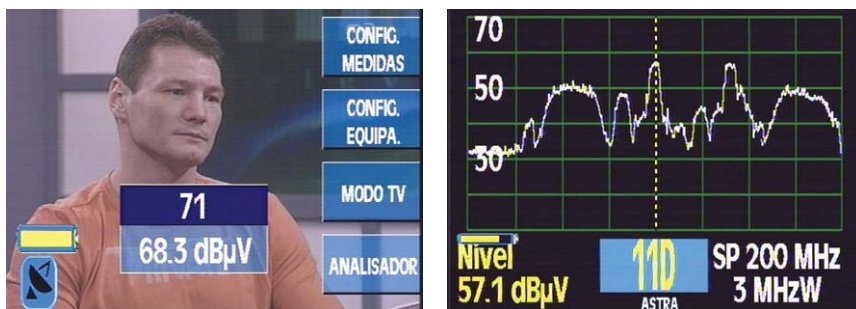 CONFIG.
MEDIDAS
CONFIG.
EQUIPA.
MODO TV
ANALISADOR
71
68.3 dBµV
70
50
30
Nível
57.1 dBµV
11D
ASTRA
SP 200 MHz
3 MHzW